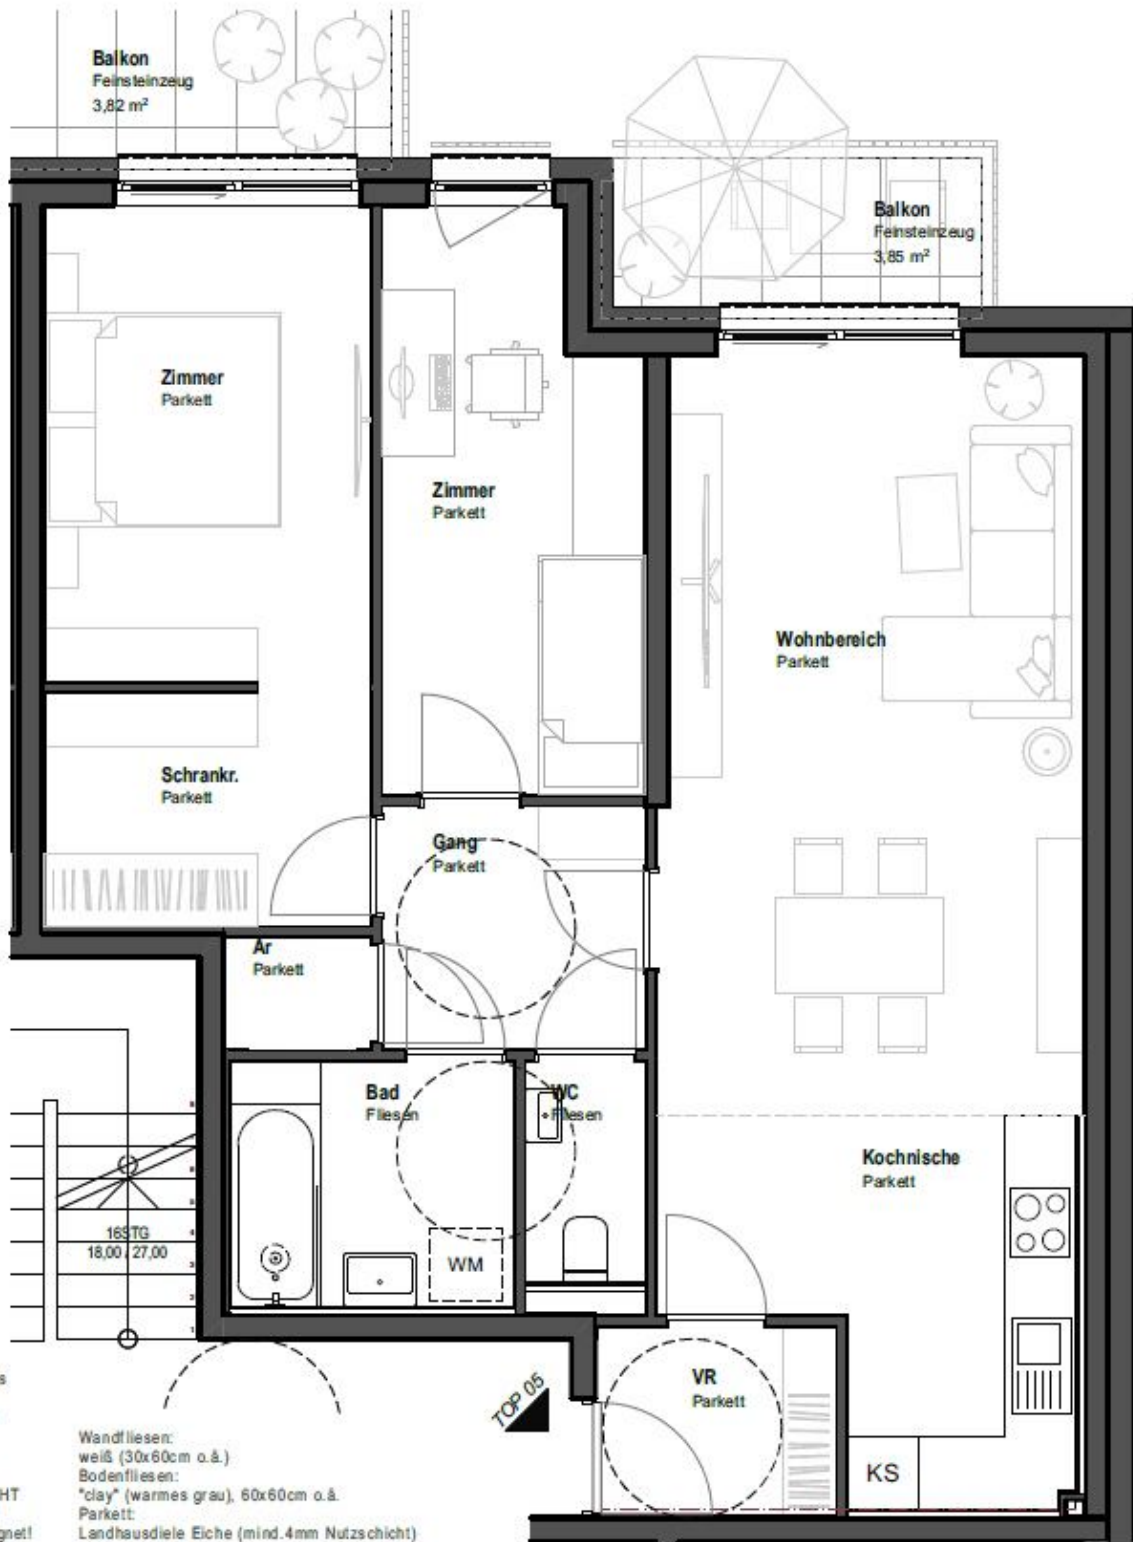 Balkon
Feinsteinzeug
3,82 m²
Balkon
Feinsteinzeug
3,85 m²
Zimmer
Parkett
Zimmer
Parkett
Wohnbereich
Parkett
Schrankr.
Parkett
Gang
Parkett
Ar
Parkett
Bad
Fliesen
WC
Fliesen
Kochnische
Parkett
16STG
18,00 / 27,00
WM
VR
Parkett
TOP 05
KS
s
Wandfliesen:
weiß (30x60cm o.ä.)
Bodenfliesen:
HT "clay" (warmes grau), 60x60cm o.ä.
Parkett:
gnet! Landhausdiele Eiche (mind.4mm Nutzschicht)